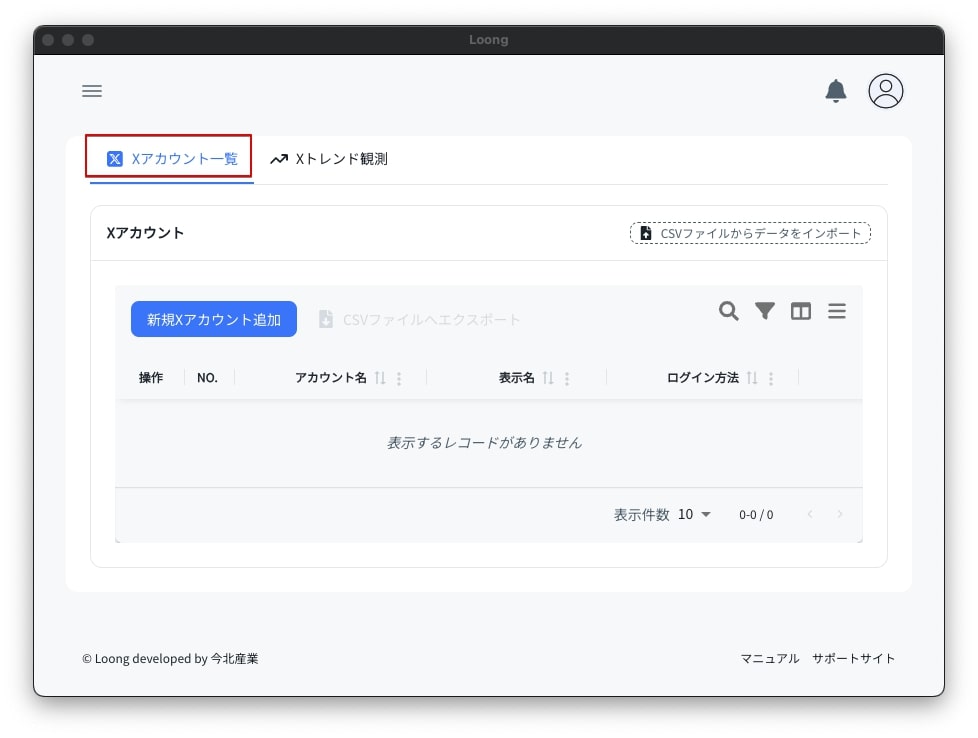 Loong
Xアカウント一覧 Xトレンド観測
Xアカウント CSVファイルからデータをインポート
新規Xアカウント追加 CSVファイルへエクスポート
操作 NO. アカウント名 表示名 ログイン方法
表示するレコードがありません
表示件数 10 0-0 / 0
© Loong developed by 今北産業 マニュアル サポートサイト